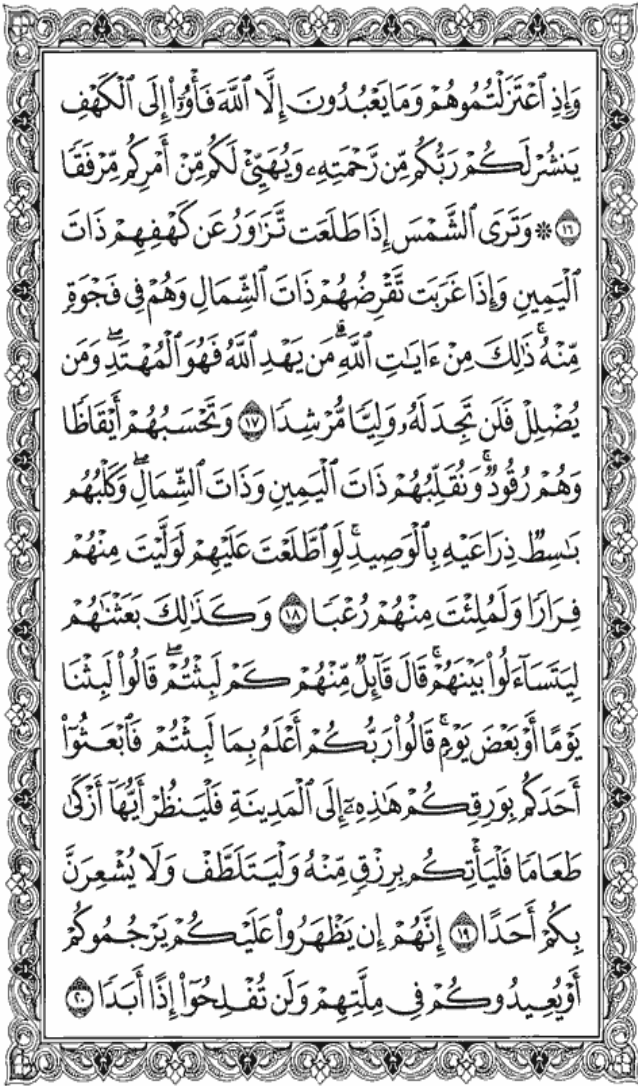 وَإِذِ ٱعۡتَزَلۡتُمُوهُمۡ وَمَا يَعۡبُدُونَ إِلَّا ٱللَّهَ فَأۡوُۥٓاْ إِلَى ٱلۡكَهۡفِ
يَنشُرۡ لَكُمۡ رَبُّكُم مِّن رَّحۡمَتِهِۦ وَيُهَيِّئۡ لَكُم مِّنۡ أَمۡرِكُم مِّرۡفَقٗا
١٦ ۞ وَتَرَى ٱلشَّمۡسَ إِذَا طَلَعَت تَّزَٰوَرُ عَن كَهۡفِهِمۡ ذَاتَ
ٱلۡيَمِينِ وَإِذَا غَرَبَت تَّقۡرِضُهُمۡ ذَاتَ ٱلشِّمَالِ وَهُمۡ فِي فَجۡوَةٖ
مِّنۡهُۚ ذَٰلِكَ مِنۡ ءَايَٰتِ ٱللَّهِۗ مَن يَهۡدِ ٱللَّهُ فَهُوَ ٱلۡمُهۡتَدِۖ وَمَن
يُضۡلِلۡ فَلَن تَجِدَ لَهُۥ وَلِيّٗا مُّرۡشِدٗا ١٧ وَتَحۡسَبُهُمۡ أَيۡقَاظٗا
وَهُمۡ رُقُودٞۚ وَنُقَلِّبُهُمۡ ذَاتَ ٱلۡيَمِينِ وَذَاتَ ٱلشِّمَالِۖ وَكَلۡبُهُم
بَٰسِطٞ ذِرَاعَيۡهِ بِٱلۡوَصِيدِۚ لَوِ ٱطَّلَعۡتَ عَلَيۡهِمۡ لَوَلَّيۡتَ مِنۡهُمۡ
فِرَارٗا وَلَمُلِئۡتَ مِنۡهُمۡ رُعۡبٗا ١٨ وَكَذَٰلِكَ بَعَثۡنَٰهُمۡ
لِيَتَسَآءَلُواْ بَيۡنَهُمۡۚ قَالَ قَآئِلٞ مِّنۡهُمۡ كَمۡ لَبِثۡتُمۡۖ قَالُواْ لَبِثۡنَا
يَوۡمًا أَوۡ بَعۡضَ يَوۡمٖۚ قَالُواْ رَبُّكُمۡ أَعۡلَمُ بِمَا لَبِثۡتُمۡ فَٱبۡعَثُوٓاْ
أَحَدَكُم بِوَرِقِكُمۡ هَٰذِهِۦٓ إِلَى ٱلۡمَدِينَةِ فَلۡيَنظُرۡ أَيُّهَآ أَزۡكَىٰ
طَعَامٗا فَلۡيَأۡتِكُم بِرِزۡقٖ مِّنۡهُ وَلۡيَتَلَطَّفۡ وَلَا يُشۡعِرَنَّ
بِكُمۡ أَحَدًا ١٩ إِنَّهُمۡ إِن يَظۡهَرُواْ عَلَيۡكُمۡ يَرۡجُمُوكُمۡ
أَوۡ يُعِيدُوكُمۡ فِي مِلَّتِهِمۡ وَلَن تُفۡلِحُوٓاْ إِذًا أَبَدٗا ٢٠